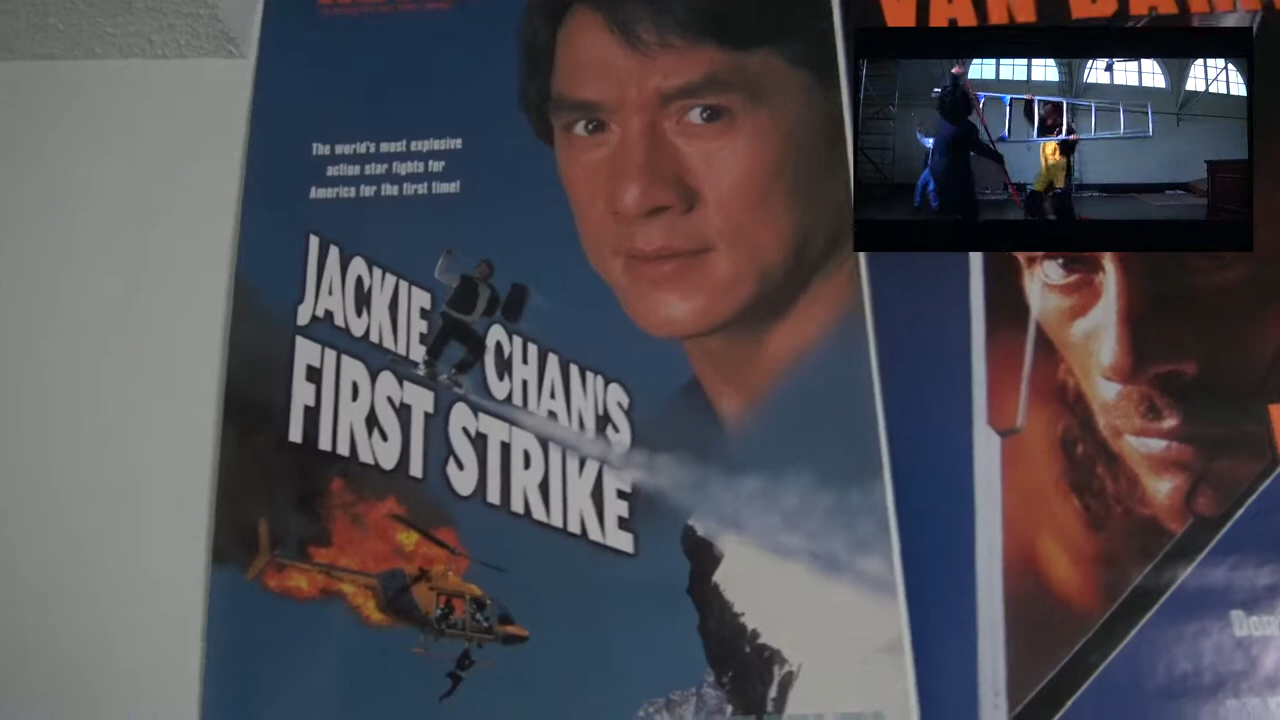 VAN DAM
The world's most explosive
action star fights for
America for the first time!
JACKIE CHAN'S
FIRST STRIKE